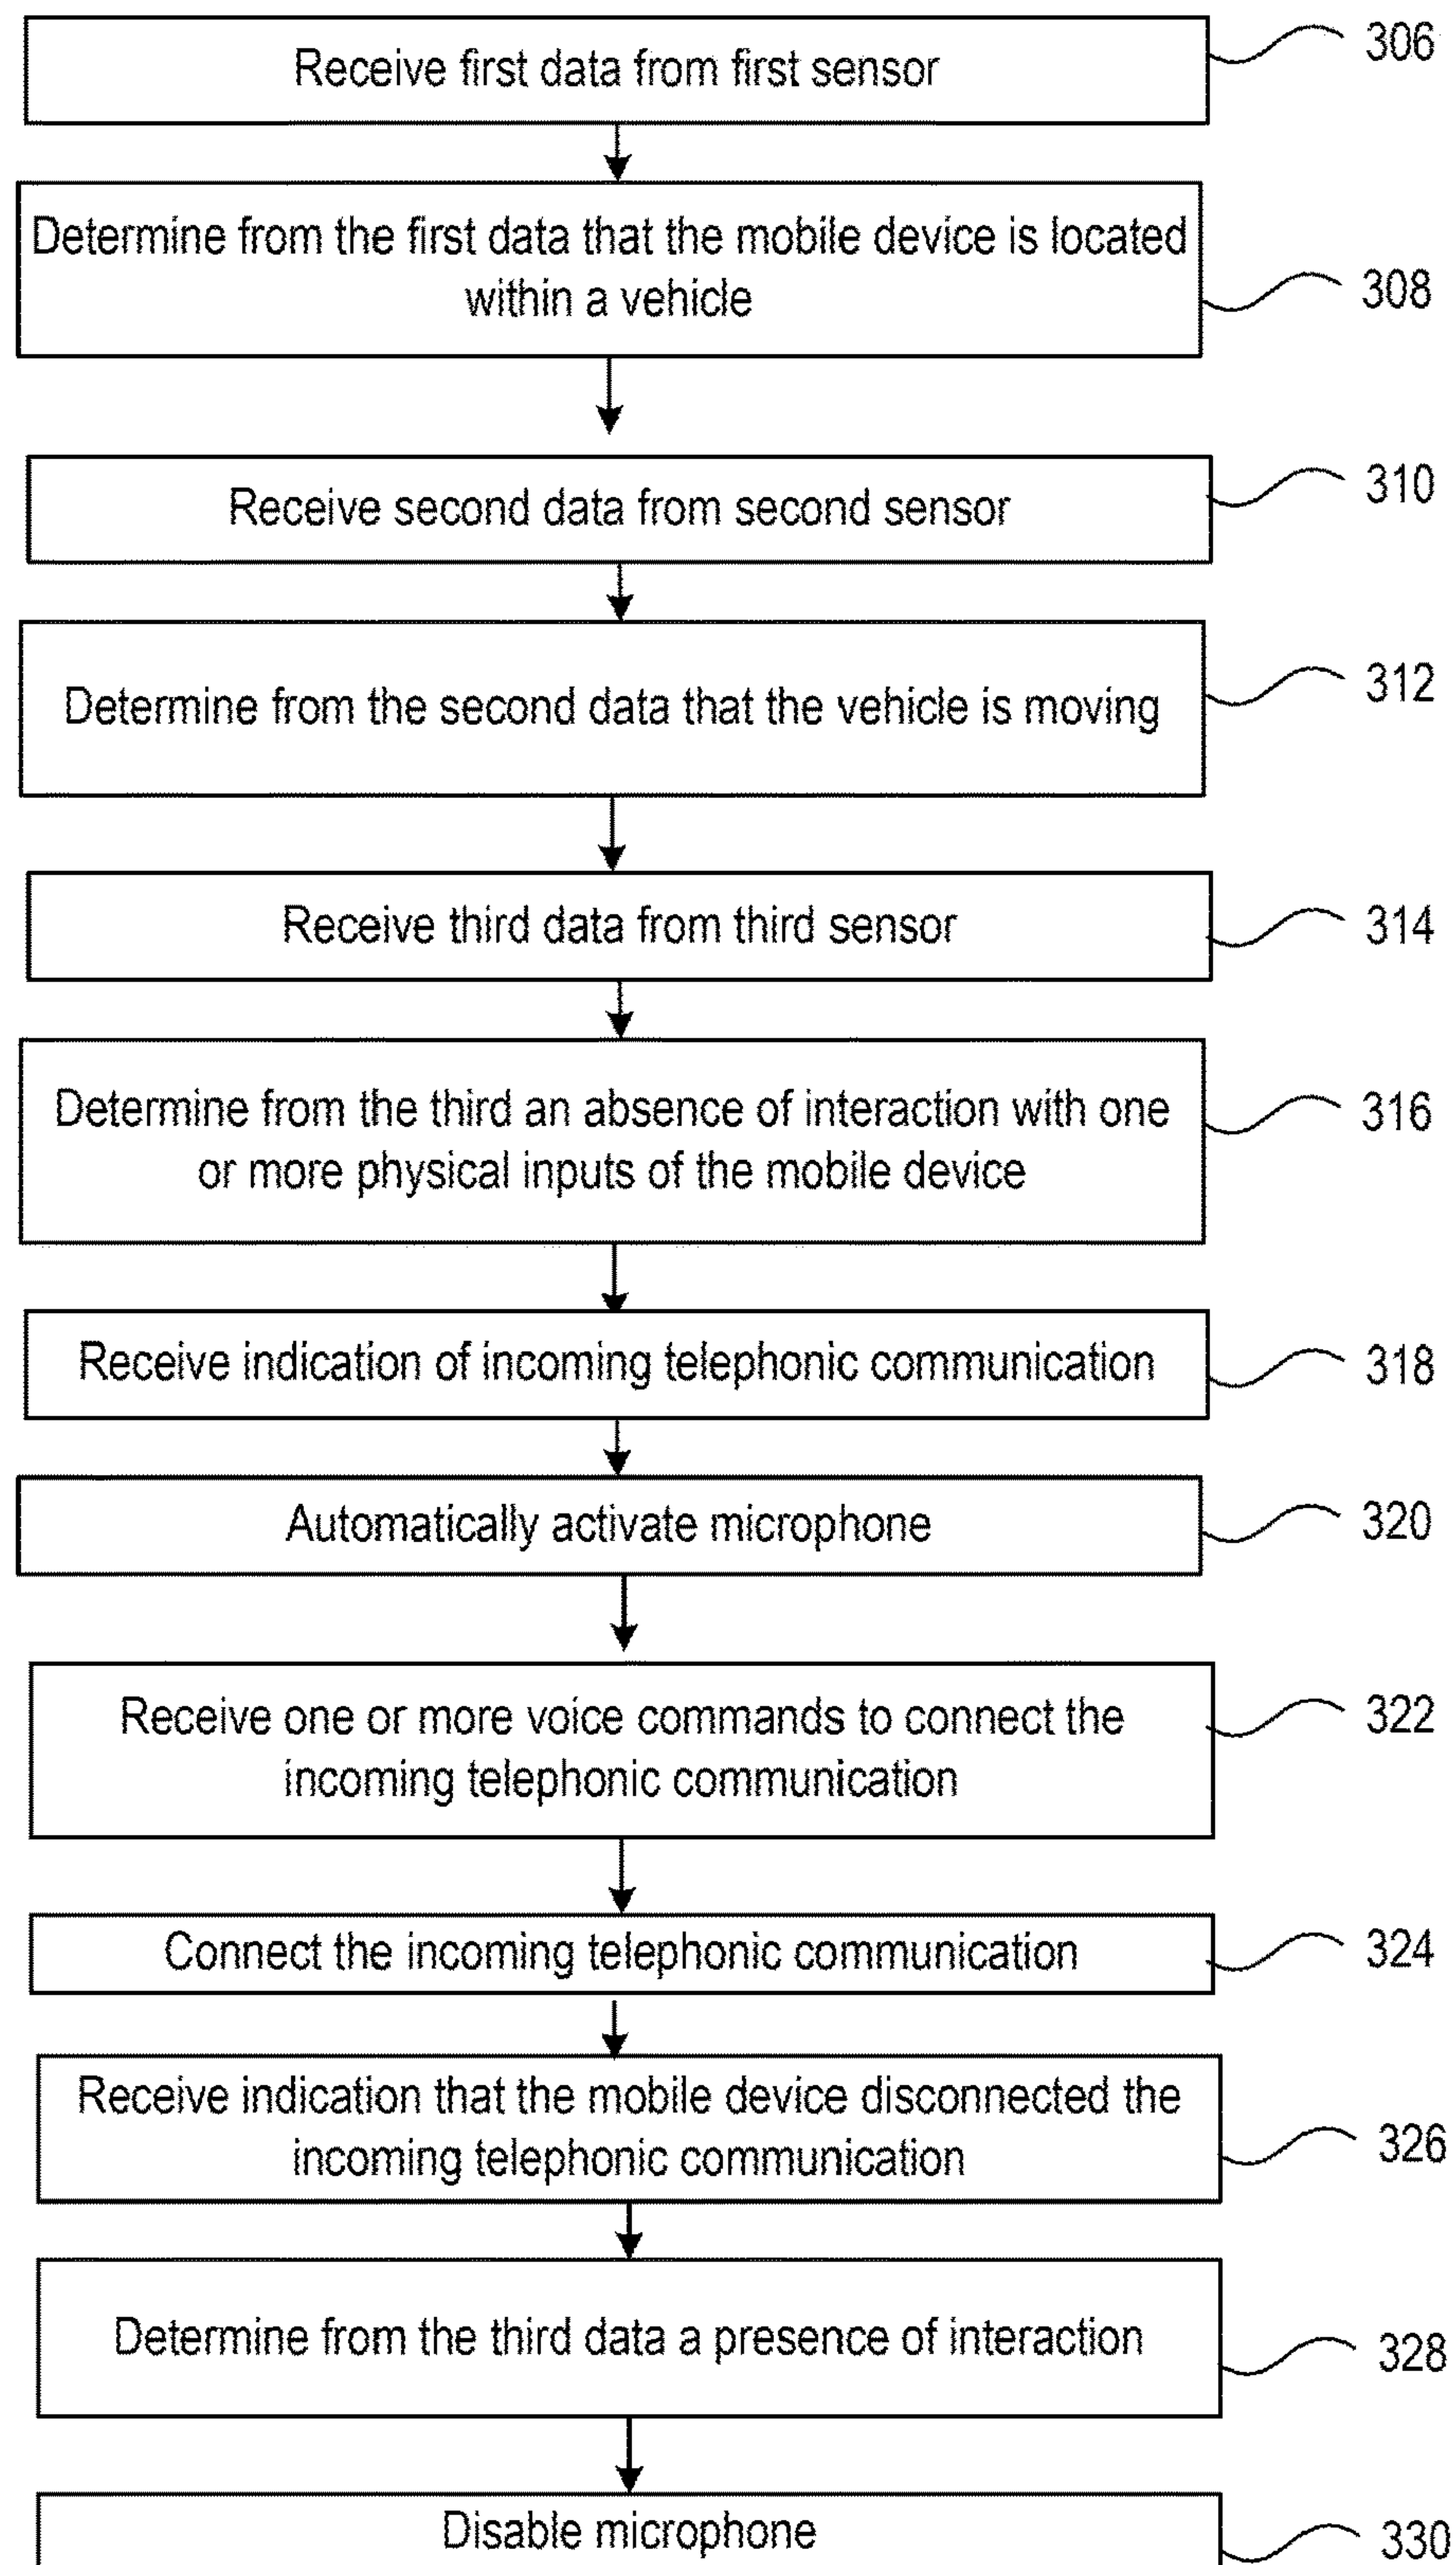 Receive first data from first sensor
306
Determine from the first data that the mobile device is located
within a vehicle
308
Receive second data from second sensor
310
Determine from the second data that the vehicle is moving
312
Receive third data from third sensor
314
Determine from the third an absence of interaction with one
or more physical inputs of the mobile device
316
Receive indication of incoming telephonic communication
318
Automatically activate microphone
320
Receive one or more voice commands to connect the
incoming telephonic communication
322
Connect the incoming telephonic communication
324
Receive indication that the mobile device disconnected the
incoming telephonic communication
326
Determine from the third data a presence of interaction
328
Disable microphone
330